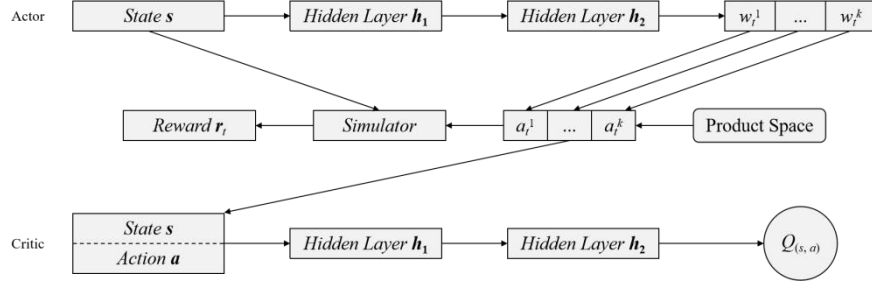 Actor
State s
Hidden Layer h₁
Hidden Layer h₂
wₜ¹
...
wₜᵏ
Reward rₜ
Simulator
aₜ¹
...
aₜᵏ
Product Space
Critic
State s
Action a
Hidden Layer h₁
Hidden Layer h₂
Q₍s, a₎